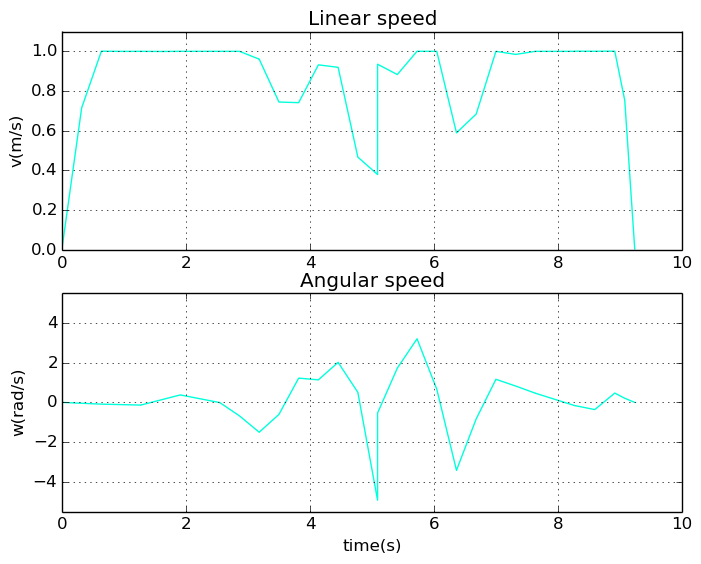 Linear speed
v(m/s)
1.0
0.8
0.6
0.4
0.2
0.0
0 2 4 6 8 10
Angular speed
w(rad/s)
4
2
0
−2
−4
0 2 4 6 8 10
time(s)